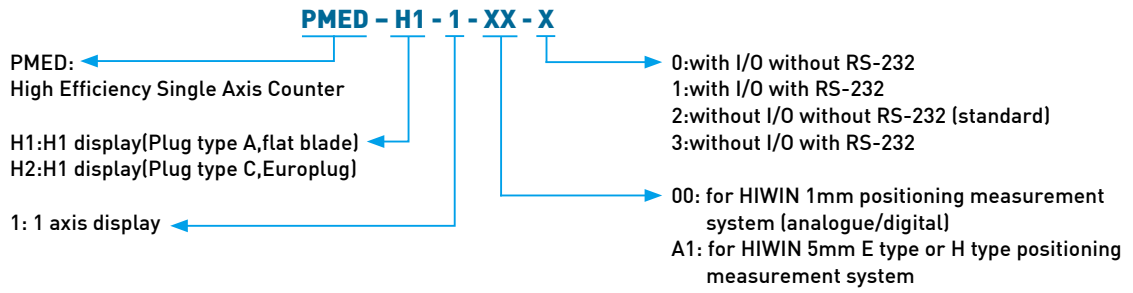 PMED - H1 - 1 - XX - X
PMED:
High Efficiency Single Axis Counter
H1:H1 display(Plug type A,flat blade)
H2:H1 display(Plug type C,Europlug)
1: 1 axis display
0:with I/O without RS-232
1:with I/O with RS-232
2:without I/O without RS-232 (standard)
3:without I/O with RS-232
00: for HIWIN 1mm positioning measurement
system (analogue/digital)
A1: for HIWIN 5mm E type or H type positioning
measurement system